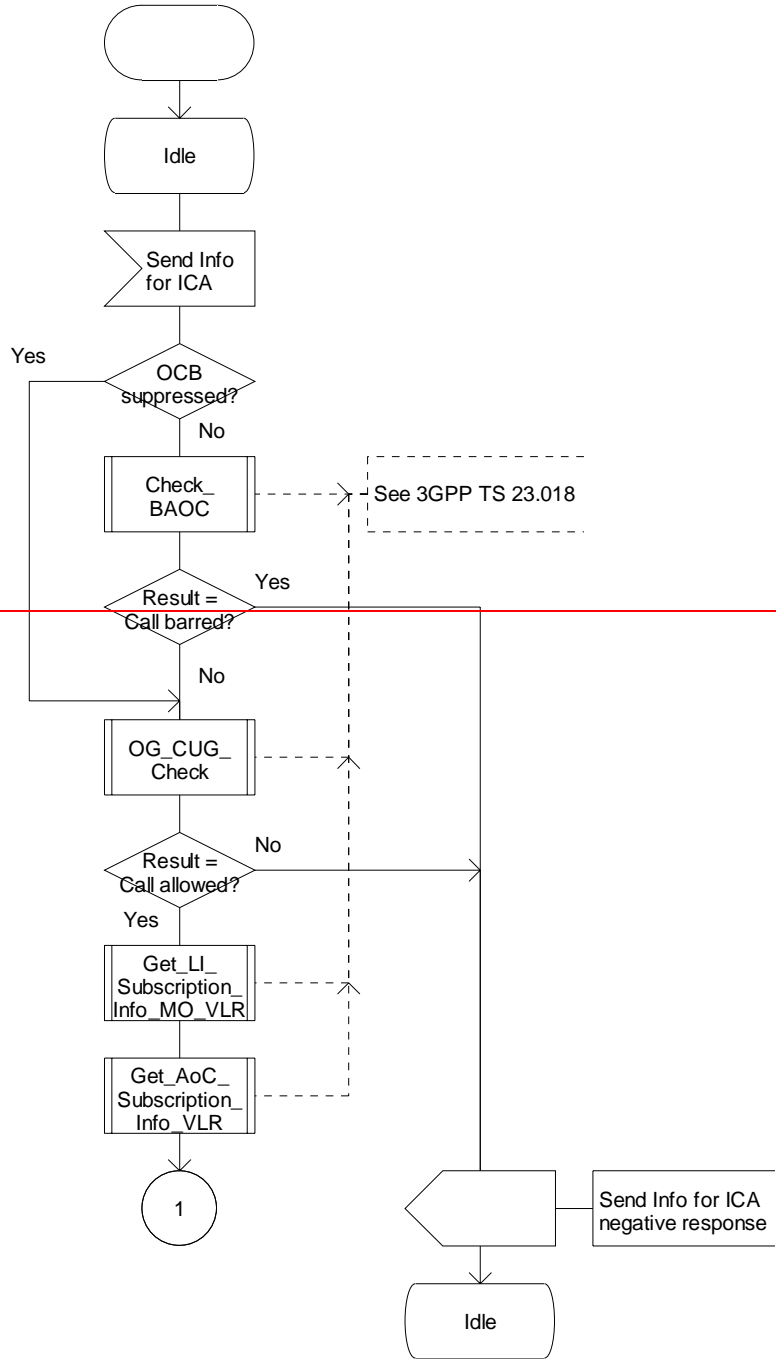 Idle
Send Info
for ICA
Yes
OCB
suppressed?
No
Check_
BAOC
See 3GPP TS 23.018
Result =
Call barred?
Yes
No
OG_CUG_
Check
Result =
Call allowed?
No
Yes
Get_LI_
Subscription_
Info_MO_VLR
Get_AoC_
Subscription_
Info_VLR
1
Send Info for ICA
negative response
Idle